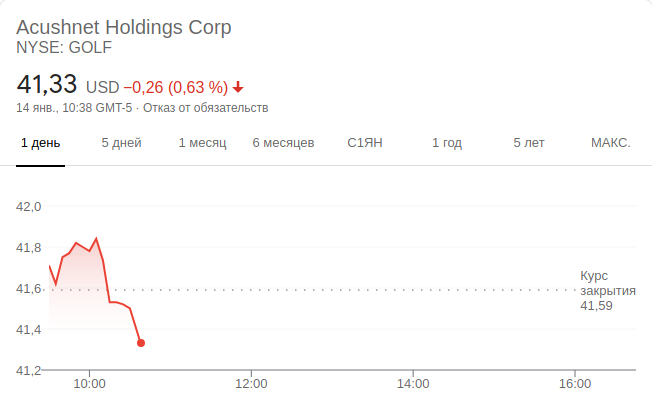 Acushnet Holdings Corp
NYSE: GOLF
41,33 USD −0,26 (0,63 %)
14 янв., 10:38 GMT-5 · Отказ от обязательств
1 день 5 дней 1 месяц 6 месяцев С1ЯН 1 год 5 лет МАКС.
42,0
41,8
Курс
41,6 закрытия
41,59
41,4
41,2
10:00 12:00 14:00 16:00